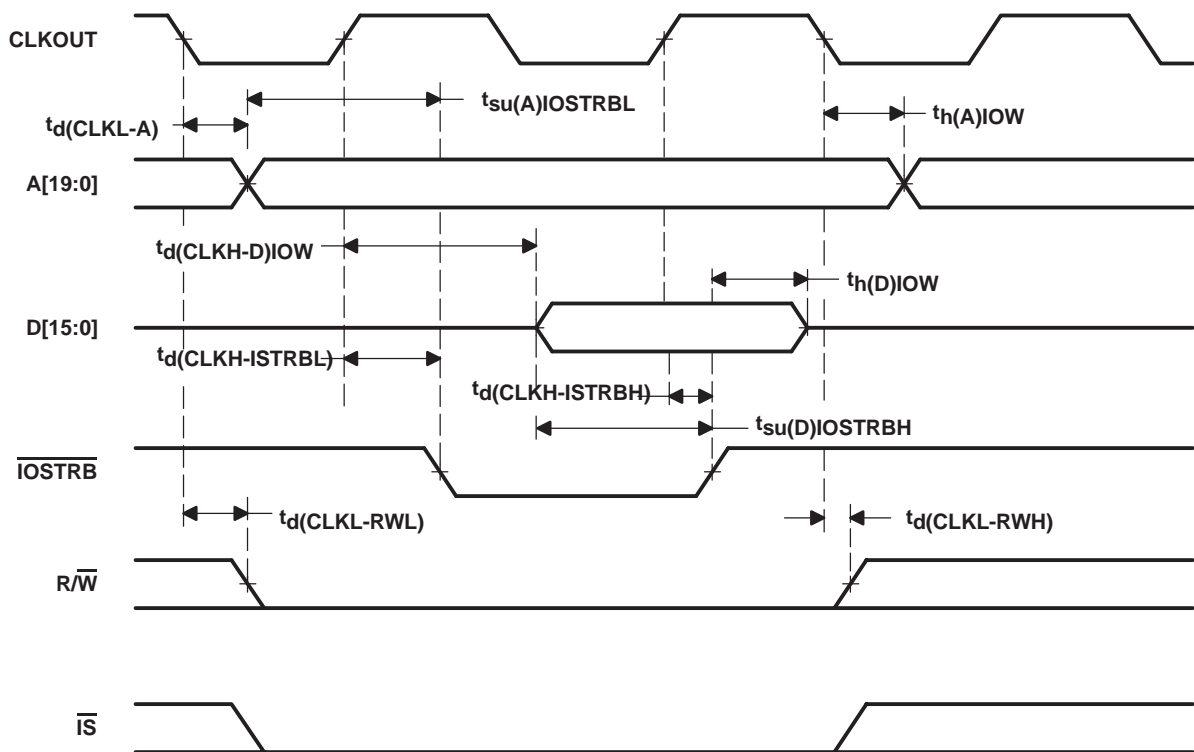 CLKOUT
tsu(A)IOSTRBL
td(CLKL-A)
th(A)IOW
A[19:0]
td(CLKH-D)IOW
th(D)IOW
D[15:0]
td(CLKH-ISTRBL)
td(CLKH-ISTRBH)
tsu(D)IOSTRBH
IOSTRB
td(CLKL-RWL)
td(CLKL-RWH)
R/W
IS